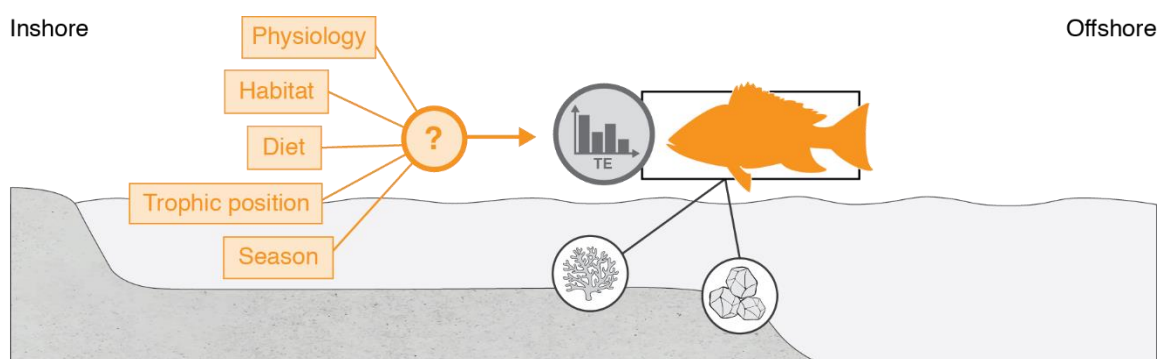 Inshore
Offshore
Physiology
Habitat
Diet
Trophic position
Season
?
TE